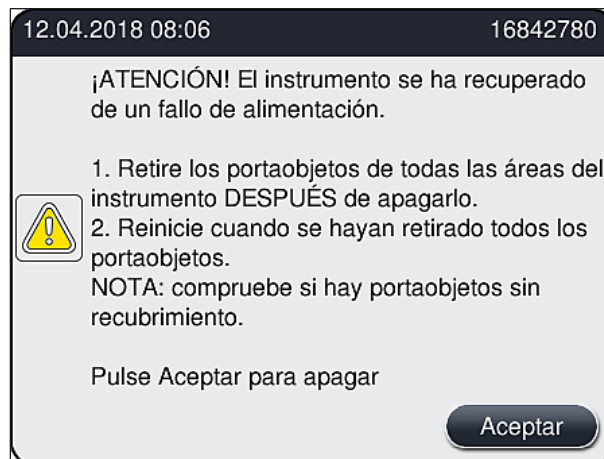 12.04.2018 08:06 16842780
¡ATENCIÓN! El instrumento se ha recuperado
de un fallo de alimentación.
1. Retire los portaobjetos de todas las áreas del
instrumento DESPUÉS de apagarlo.
2. Reinicie cuando se hayan retirado todos los
portaobjetos.
NOTA: compruebe si hay portaobjetos sin
recubrimiento.
Pulse Aceptar para apagar
Aceptar